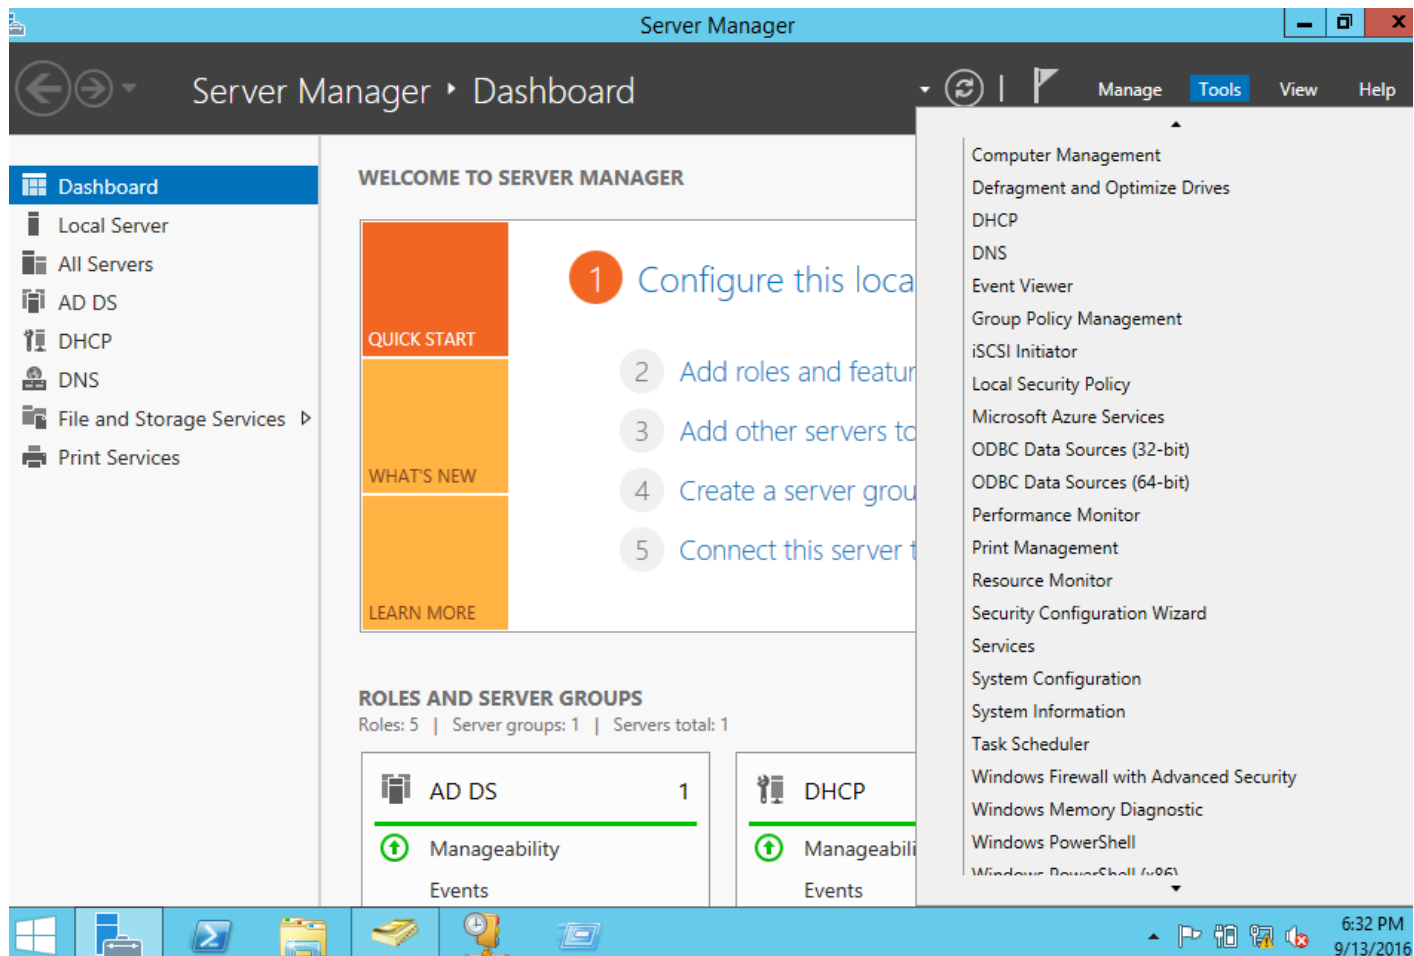 Server Manager
Server Manager ‣ Dashboard
Manage Tools View Help
Dashboard
Local Server
All Servers
AD DS
DHCP
DNS
File and Storage Services
Print Services
WELCOME TO SERVER MANAGER
QUICK START
WHAT'S NEW
LEARN MORE
1 Configure this loca
2 Add roles and featur
3 Add other servers to
4 Create a server grou
5 Connect this server t
ROLES AND SERVER GROUPS
Roles: 5 | Server groups: 1 | Servers total: 1
AD DS 1
Manageability
Events
DHCP
Manageabili
Events
Computer Management
Defragment and Optimize Drives
DHCP
DNS
Event Viewer
Group Policy Management
iSCSI Initiator
Local Security Policy
Microsoft Azure Services
ODBC Data Sources (32-bit)
ODBC Data Sources (64-bit)
Performance Monitor
Print Management
Resource Monitor
Security Configuration Wizard
Services
System Configuration
System Information
Task Scheduler
Windows Firewall with Advanced Security
Windows Memory Diagnostic
Windows PowerShell
Windows PowerShell (x86)
6:32 PM
9/13/2016